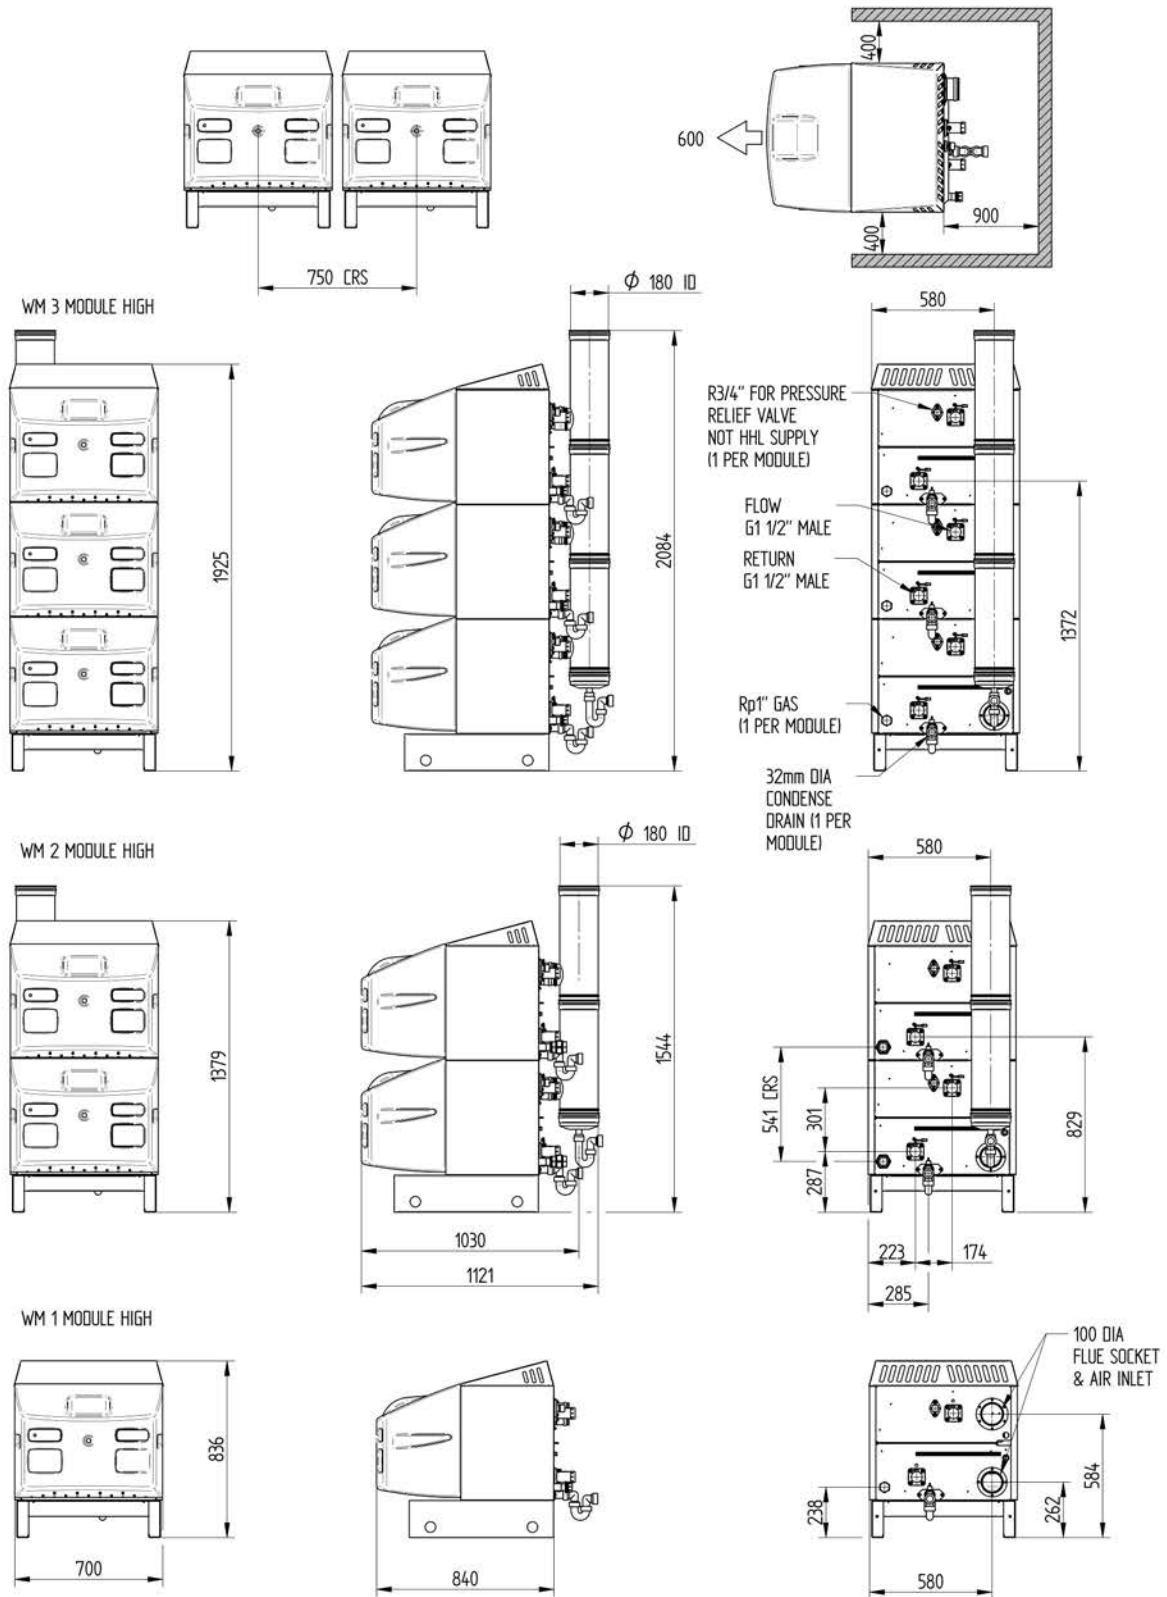 400
600
900
400
750 CRS
Ø 180 ID
580
WM 3 MODULE HIGH
R3/4" FOR PRESSURE
RELIEF VALVE
NOT HHL SUPPLY
(1 PER MODULE)
FLOW
G1 1/2" MALE
RETURN
G1 1/2" MALE
1925
2084
1372
Rp1" GAS
(1 PER MODULE)
32mm DIA
CONDENSE
DRAIN (1 PER
MODULE)
WM 2 MODULE HIGH
Ø 180 ID
580
1379
1544
541 CRS
301
287
829
1030
1121
223
174
285
WM 1 MODULE HIGH
100 DIA
FLUE SOCKET
& AIR INLET
836
238
262
584
700
840
580